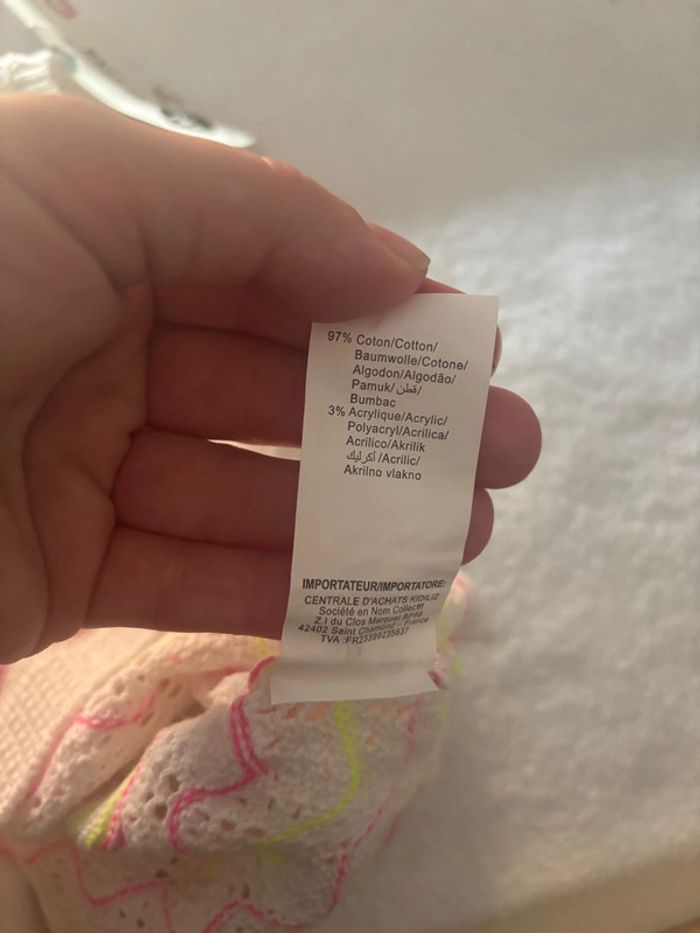 97% Coton/Cotton/
Baumwolle/Cotone/
Algodon/Algodão/
Pamuk/قطن/
Bumbac
3% Acrylique/Acrylic/
Polyacryl/Acrilica/
Acrilico/Akrilik
أكرليك/Acrilic/
Akrilno vlakno
IMPORTATEUR/IMPORTATORE:
CENTRALE D'ACHATS KIDILIZ
Société en Nom Collectif
Z.I du Clos Marquet BP68
42402 Saint Chamond – France
TVA :FR23399235837